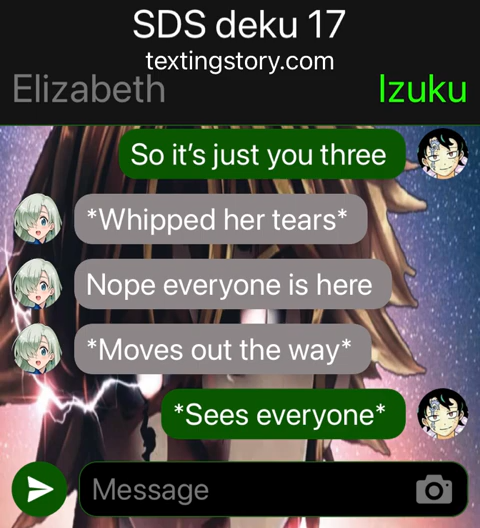 SDS deku 17
textingstory.com
Elizabeth
Izuku
So it's just you three
*Whipped her tears*
Nope everyone is here
*Moves out the way*
*Sees everyone*
Message